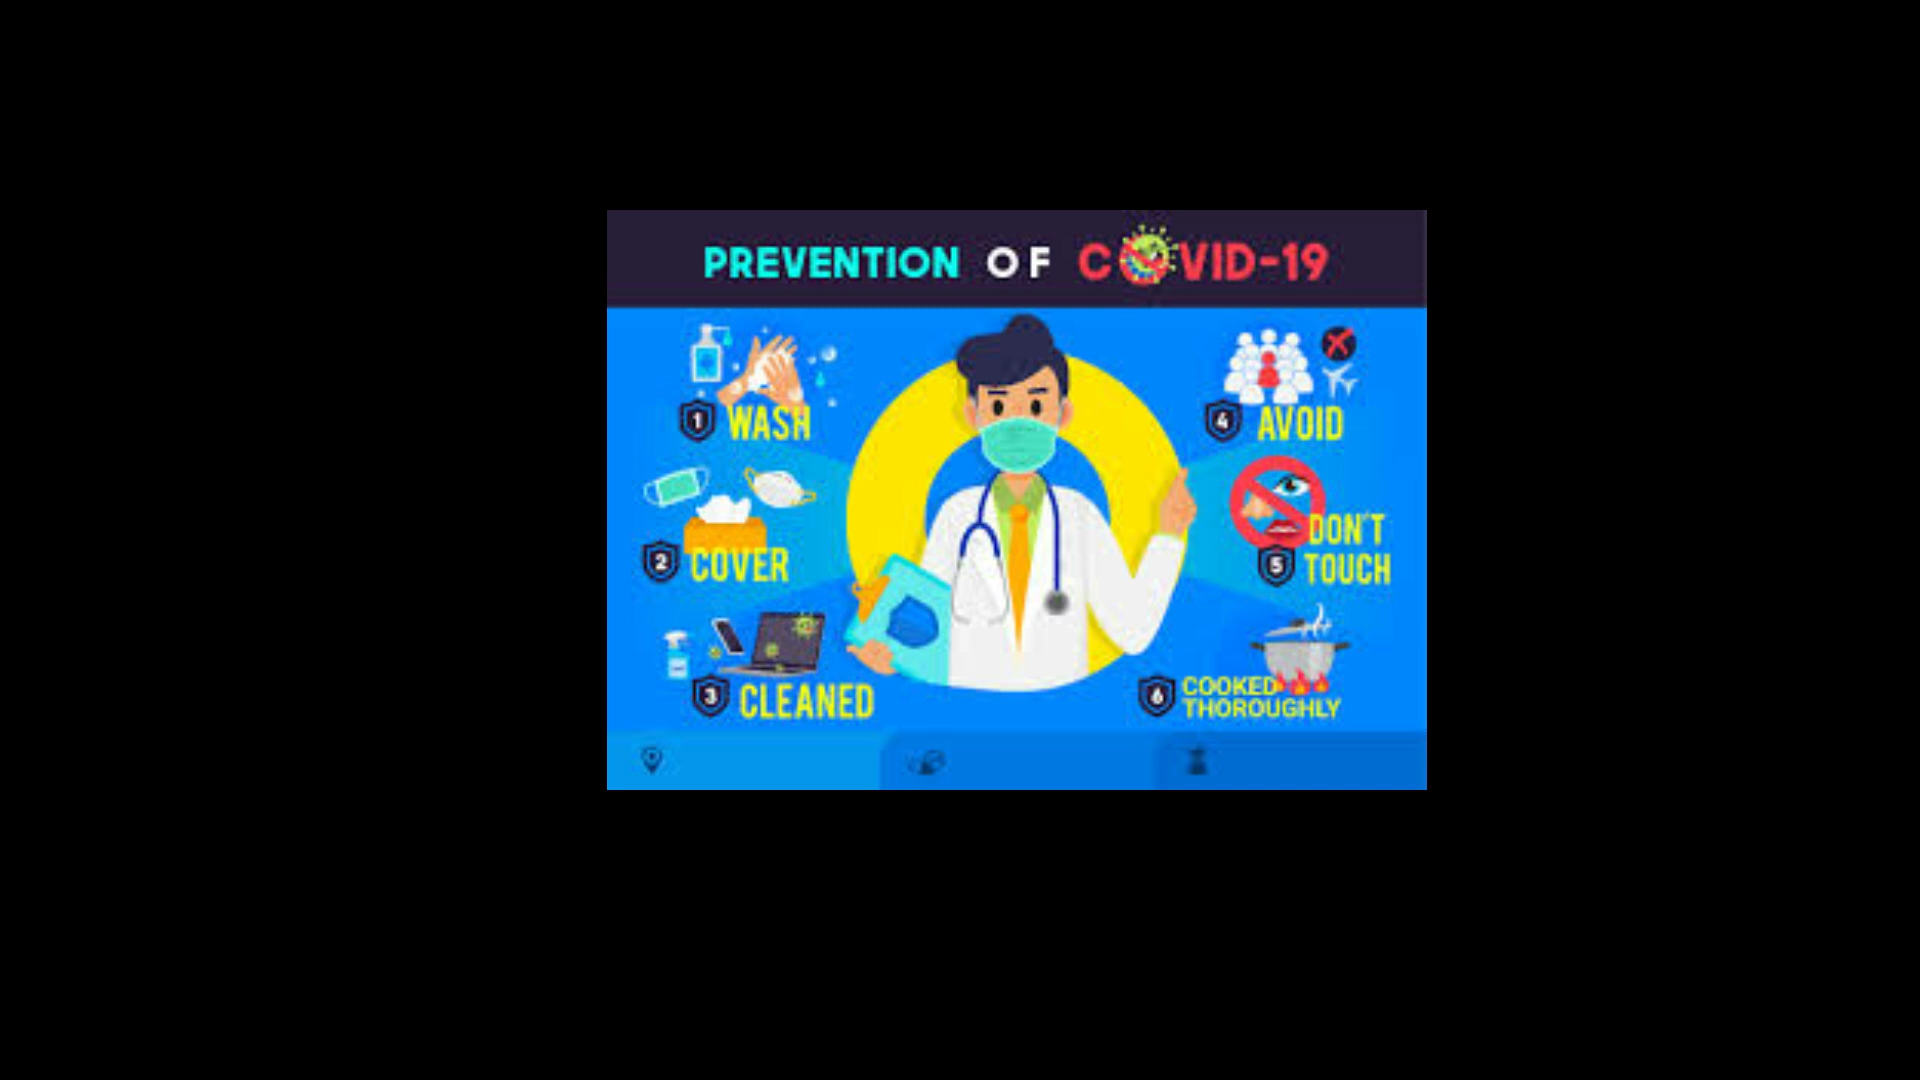 PREVENTION OF COVID-19
1 WASH
2 COVER
3 CLEANED
4 AVOID
5 DON'T
TOUCH
6 COOKED
THOROUGHLY